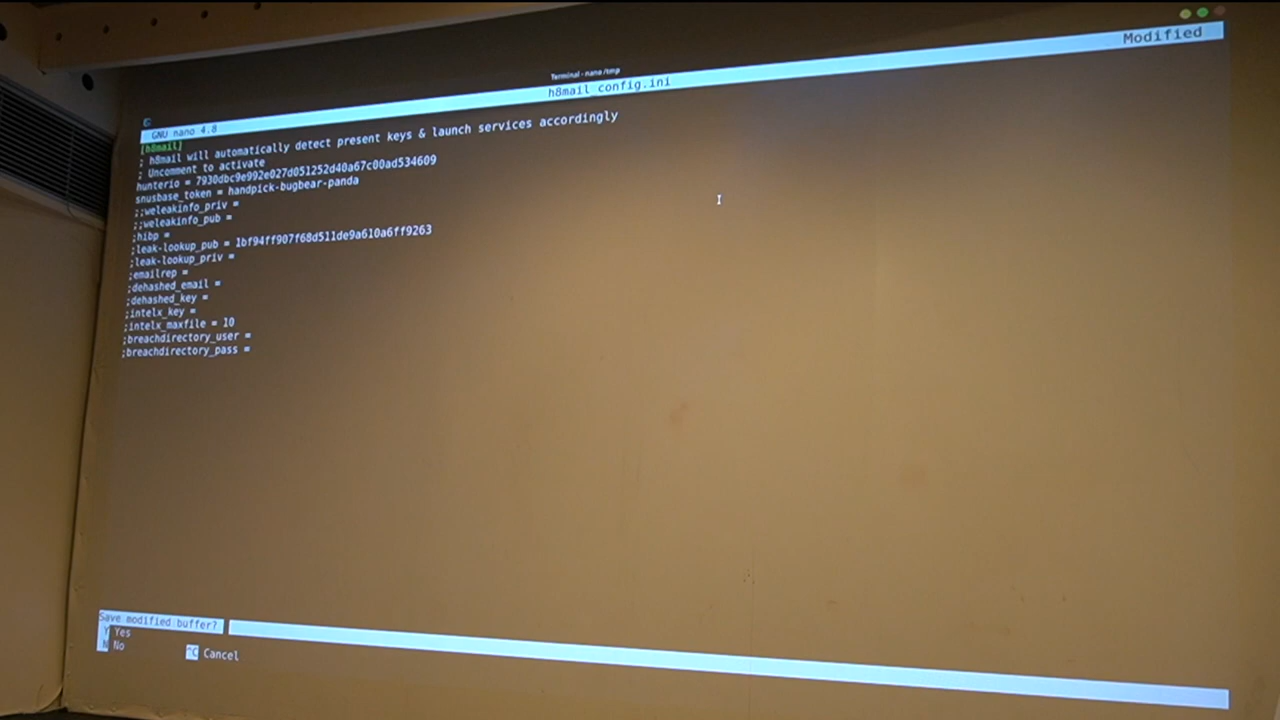 Terminal - nano /tmp
GNU nano 4.8
h8mail_config.ini
Modified
[h8mail]
; h8mail will automatically detect present keys & launch services accordingly
; Uncomment to activate
hunterio = 7930dbc9e992e027d051252d40a67c00ad534609
snusbase_token = handpick-bugbear-panda
;;weleakinfo_priv =
;;weleakinfo_pub =
;hibp =
;leak-lookup_pub = 1bf94ff907f68d511de9a610a6ff9263
;leak-lookup_priv =
;emailrep =
;dehashed_email =
;dehashed_key =
;intelx_key =
;intelx_maxfile = 10
;breachdirectory_user =
;breachdirectory_pass =
Save modified buffer?
Y Yes
N No
^C Cancel